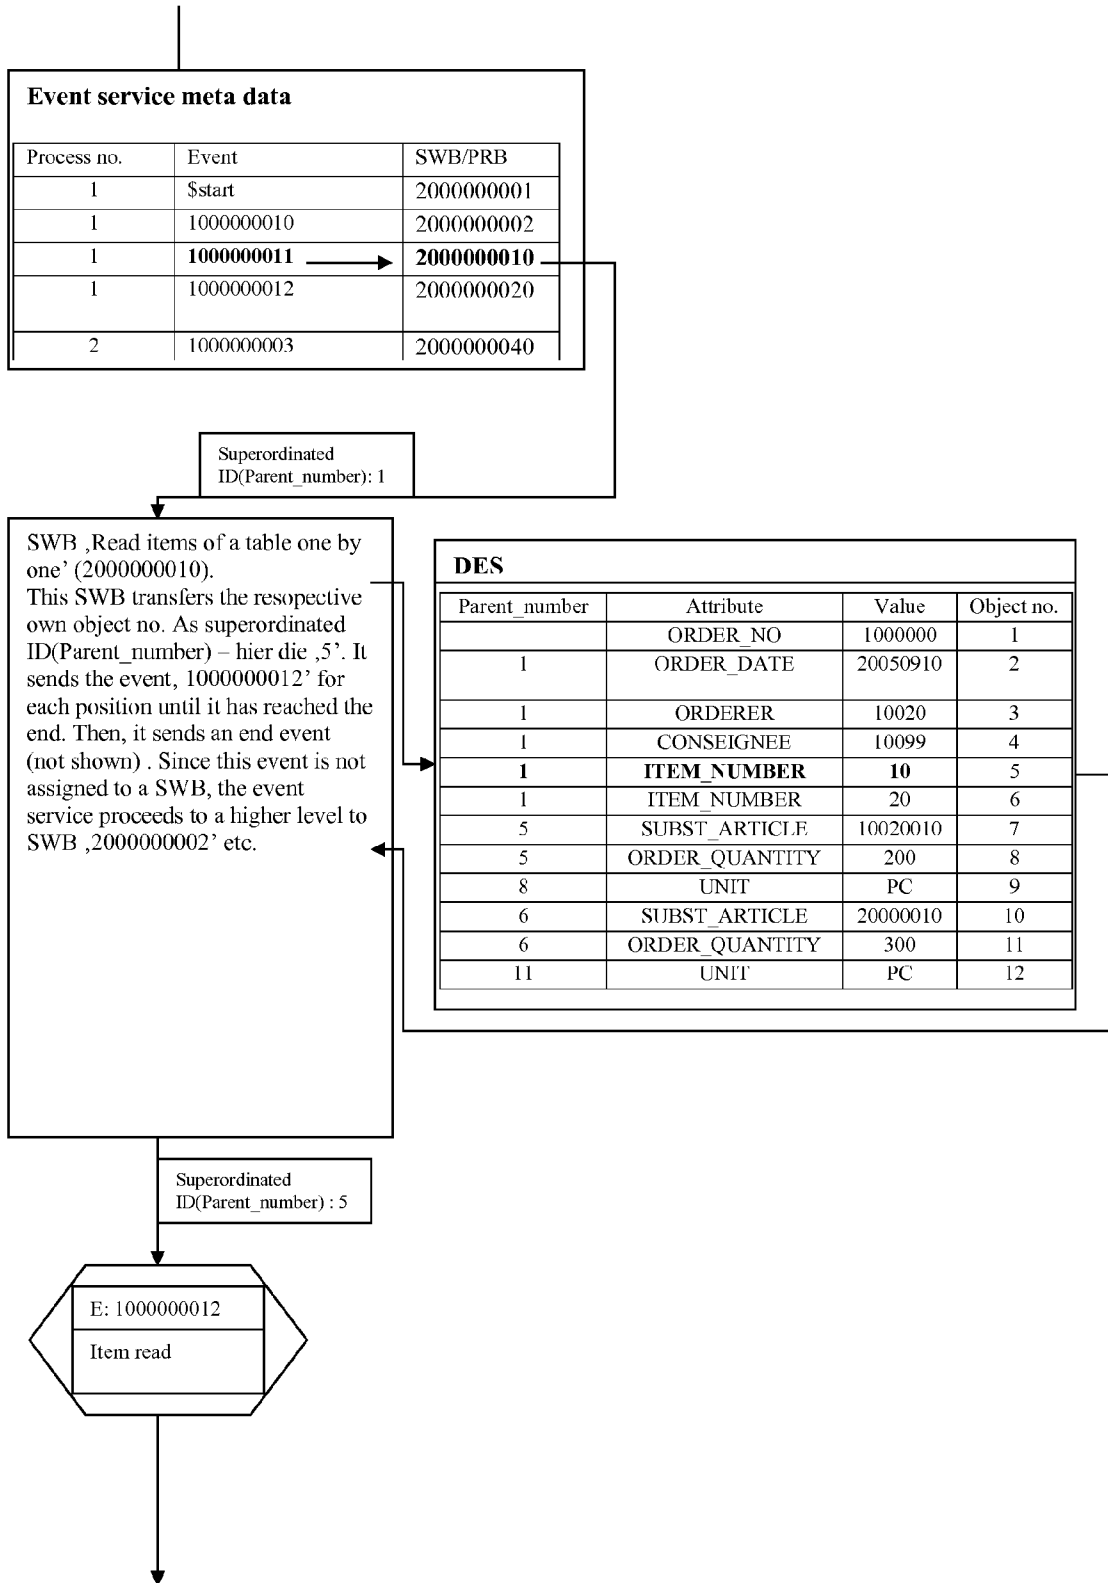 Event service meta data
Process no. Event SWB/PRB
1 $start 2000000001
1 1000000010 2000000002
1 1000000011 2000000010
1 1000000012 2000000020
2 1000000003 2000000040
Superordinated
ID(Parent_number): 1
SWB ‚Read items of a table one by
one’ (2000000010).
This SWB transfers the resopective
own object no. As superordinated
ID(Parent_number) – hier die ‚5’. It
sends the event, 1000000012’ for
each position until it has reached the
end. Then, it sends an end event
(not shown) . Since this event is not
assigned to a SWB, the event
service proceeds to a higher level to
SWB ‚2000000002’ etc.
DES
Parent_number Attribute Value Object no.
ORDER_NO 1000000 1
1 ORDER_DATE 20050910 2
1 ORDERER 10020 3
1 CONSEIGNEE 10099 4
1 ITEM_NUMBER 10 5
1 ITEM_NUMBER 20 6
5 SUBST_ARTICLE 10020010 7
5 ORDER_QUANTITY 200 8
8 UNIT PC 9
6 SUBST_ARTICLE 20000010 10
6 ORDER_QUANTITY 300 11
11 UNIT PC 12
Superordinated
ID(Parent_number) : 5
E: 1000000012
Item read